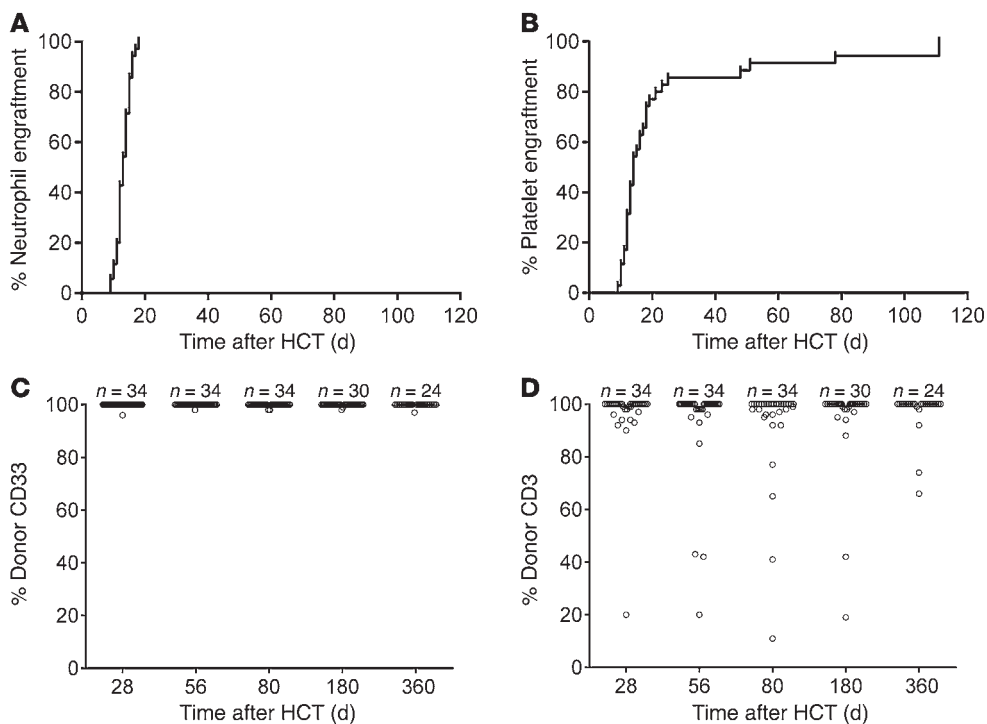 A
% Neutrophil engraftment
100
80
60
40
20
0
0 20 40 60 80 100 120
Time after HCT (d)
B
% Platelet engraftment
100
80
60
40
20
0
0 20 40 60 80 100 120
Time after HCT (d)
C
n = 34 n = 34 n = 34 n = 30 n = 24
% Donor CD33
100
80
60
40
20
0
28 56 80 180 360
Time after HCT (d)
D
n = 34 n = 34 n = 34 n = 30 n = 24
% Donor CD3
100
80
60
40
20
0
28 56 80 180 360
Time after HCT (d)